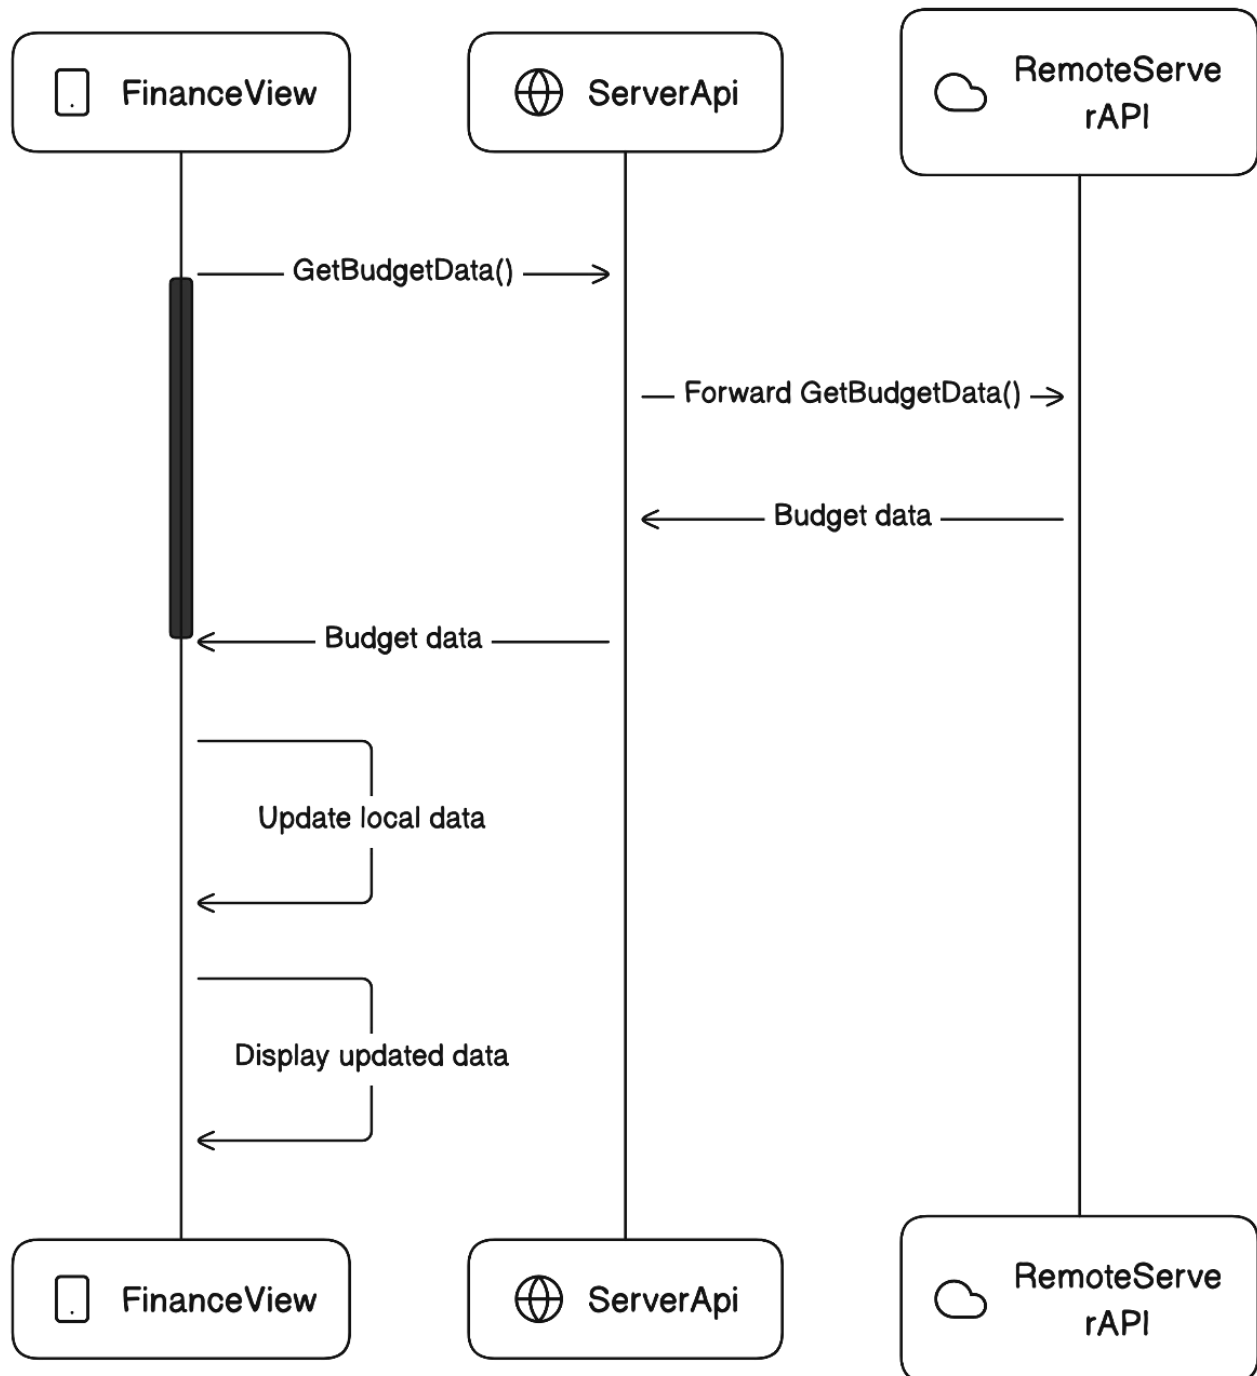 FinanceView
ServerApi
RemoteServe
rAPI
GetBudgetData()
Forward GetBudgetData()
Budget data
Budget data
Update local data
Display updated data
FinanceView
ServerApi
RemoteServe
rAPI